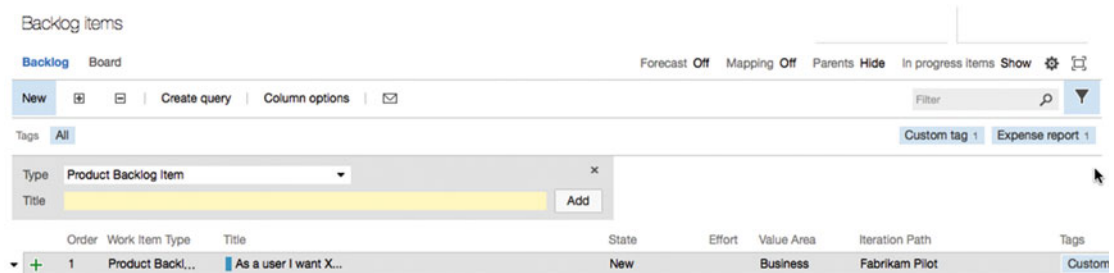 Backlog items
Backlog Board Forecast Off Mapping Off Parents Hide In progress items Show
New Create query Column options Filter
Tags All Custom tag 1 Expense report 1
Type Product Backlog Item
Title Add
Order Work Item Type Title State Effort Value Area Iteration Path Tags
1 Product Backl... As a user I want X... New Business Fabrikam Pilot Custom